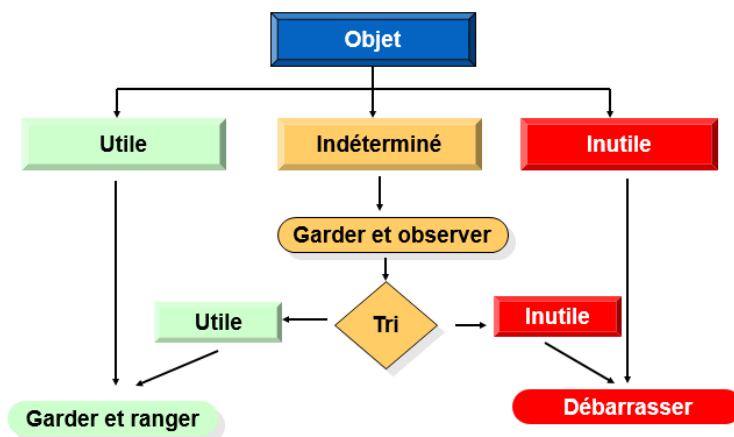 Objet
Utile
Indéterminé
Inutile
Garder et observer
Utile
Tri
Inutile
Garder et ranger
Débarrasser